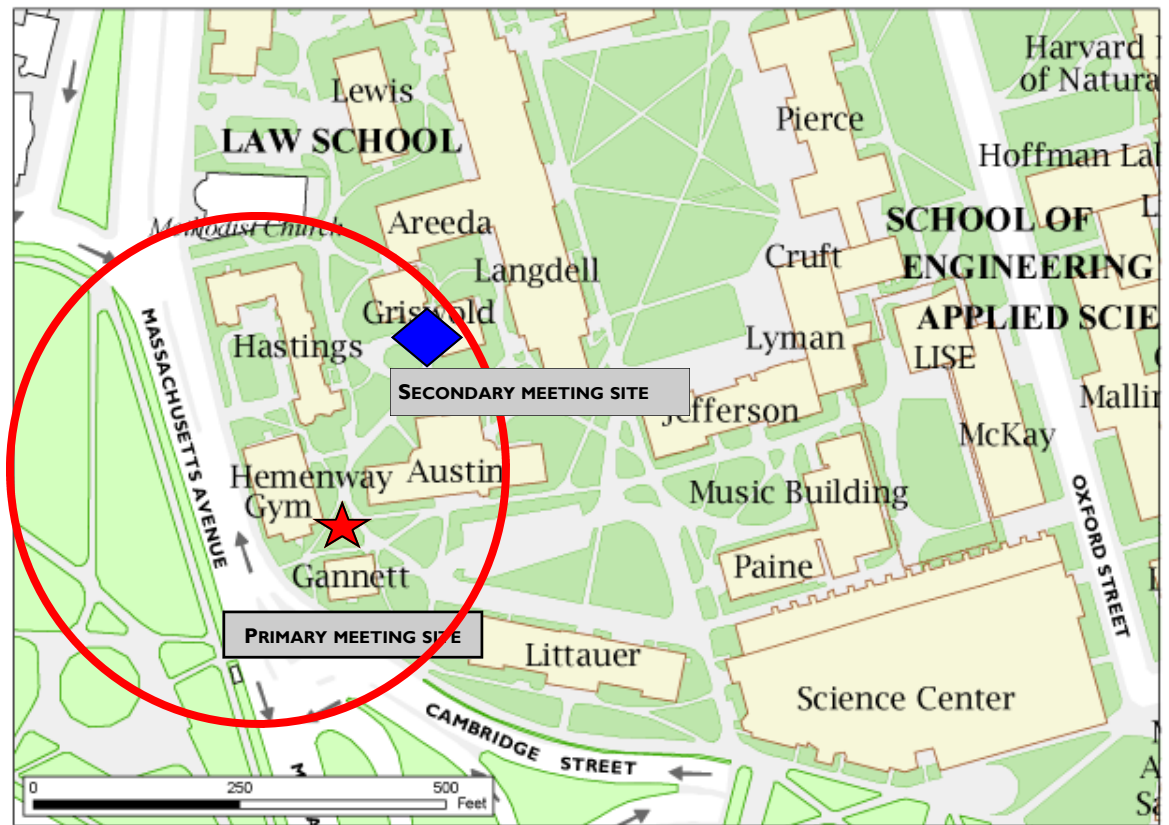 Harvard
of Natura
Lewis
Pierce
LAW SCHOOL
Hoffman Lab
Methodist Church
Areeda
SCHOOL OF
Langdell
Cruft
ENGINEERING
Griswold
APPLIED SCIE
MASSACHUSETTS AVENUE
Hastings
Lyman
LISE
SECONDARY MEETING SITE
Jefferson
Mallin
McKay
Hemenway
Gym
Austin
Music Building
OXFORD STREET
Gannett
Paine
PRIMARY MEETING SITE
Littauer
Science Center
CAMBRIDGE STREET
0 250 500
Feet